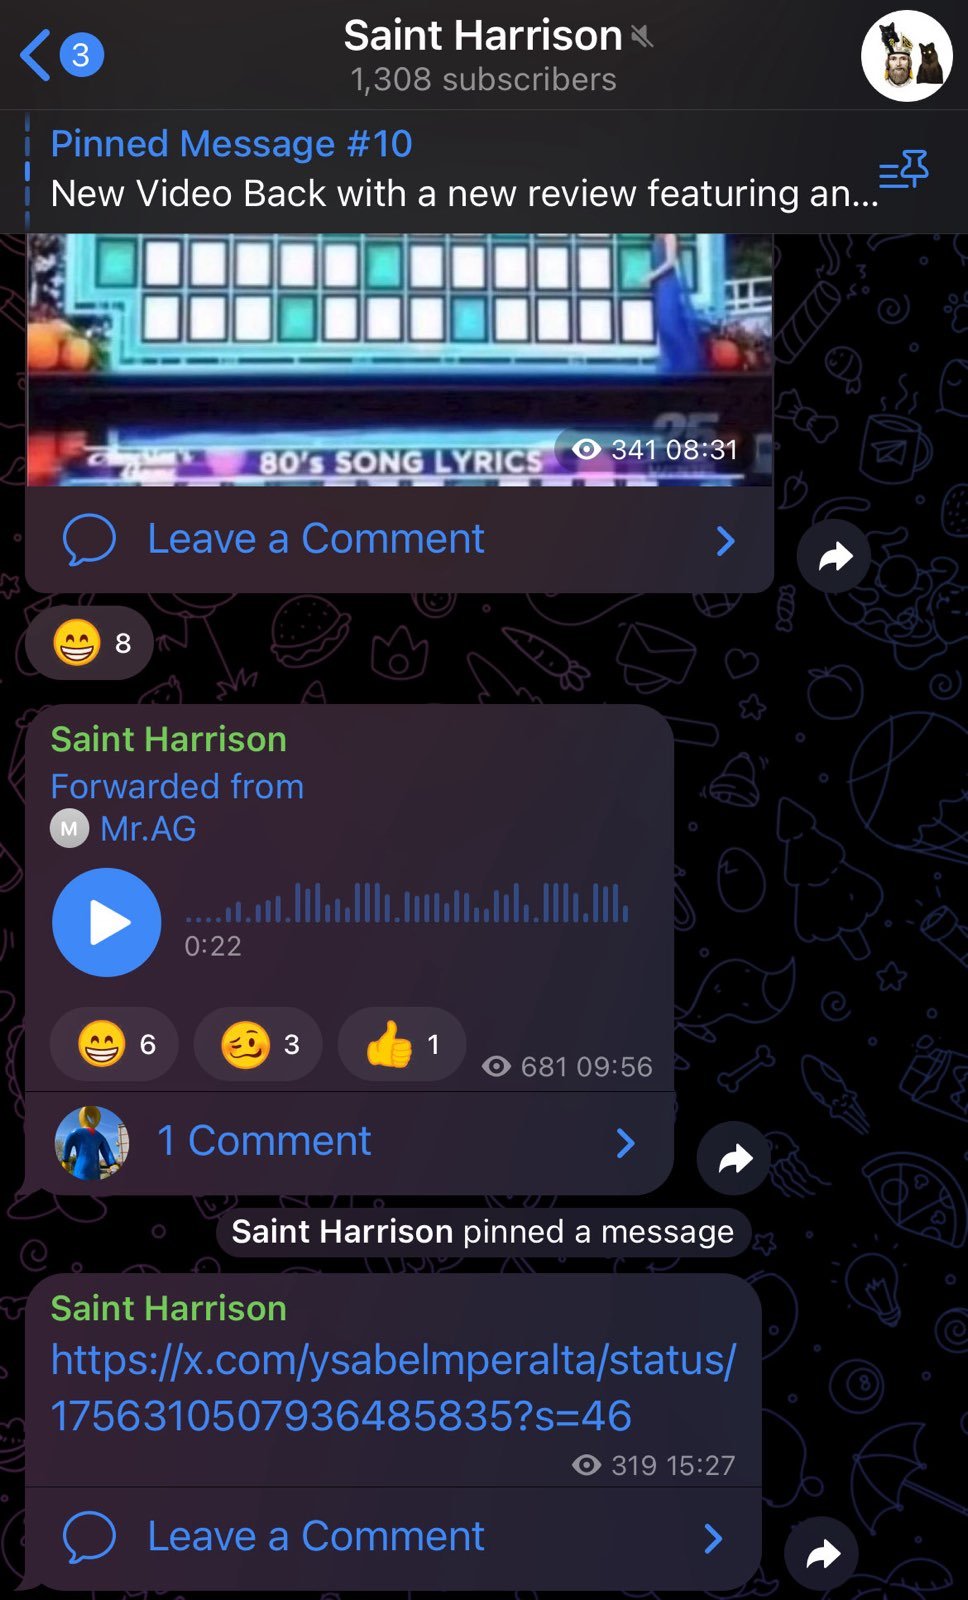 3
Saint Harrison
1,308 subscribers
Pinned Message #10
New Video Back with a new review featuring an...
80's SONG LYRICS
341 08:31
Leave a Comment
8
Saint Harrison
Forwarded from
M Mr.AG
0:22
6 3 1
681 09:56
1 Comment
Saint Harrison pinned a message
Saint Harrison
https://x.com/ysabelmperalta/status/
1756310507936485835?s=46
319 15:27
Leave a Comment